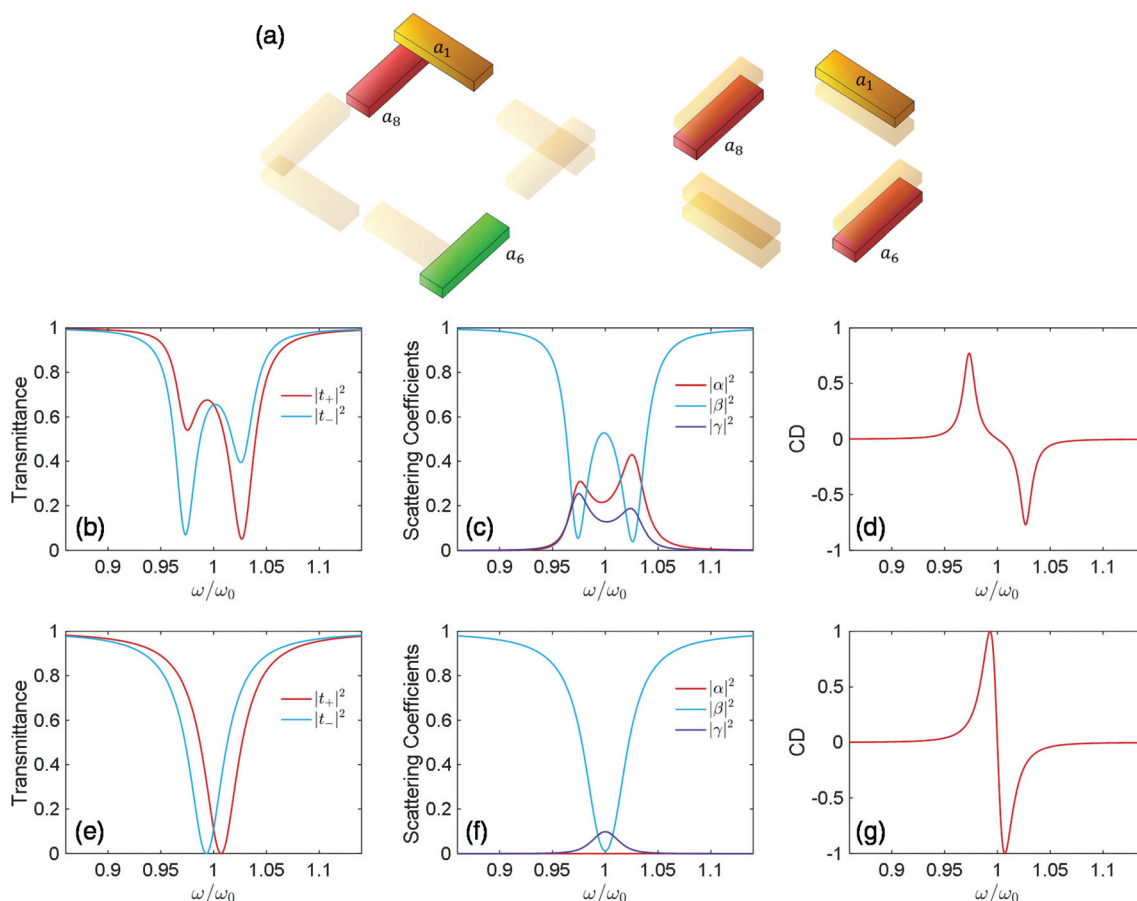 (a)
a₁
a₈
a₆
a₁
a₈
a₆
Transmittance
1
0.8
0.6
0.4
0.2
0
|t₊|²
|t₋|²
(b)
0.9 0.95 1 1.05 1.1
ω/ω₀
Scattering Coefficients
1
0.8
0.6
0.4
0.2
0
|α|²
|β|²
|γ|²
(c)
0.9 0.95 1 1.05 1.1
ω/ω₀
CD
1
0.5
0
-0.5
-1
(d)
0.9 0.95 1 1.05 1.1
ω/ω₀
Transmittance
1
0.8
0.6
0.4
0.2
0
|t₊|²
|t₋|²
(e)
0.9 0.95 1 1.05 1.1
ω/ω₀
Scattering Coefficients
1
0.8
0.6
0.4
0.2
0
|α|²
|β|²
|γ|²
(f)
0.9 0.95 1 1.05 1.1
ω/ω₀
CD
1
0.5
0
-0.5
-1
(g)
0.9 0.95 1 1.05 1.1
ω/ω₀